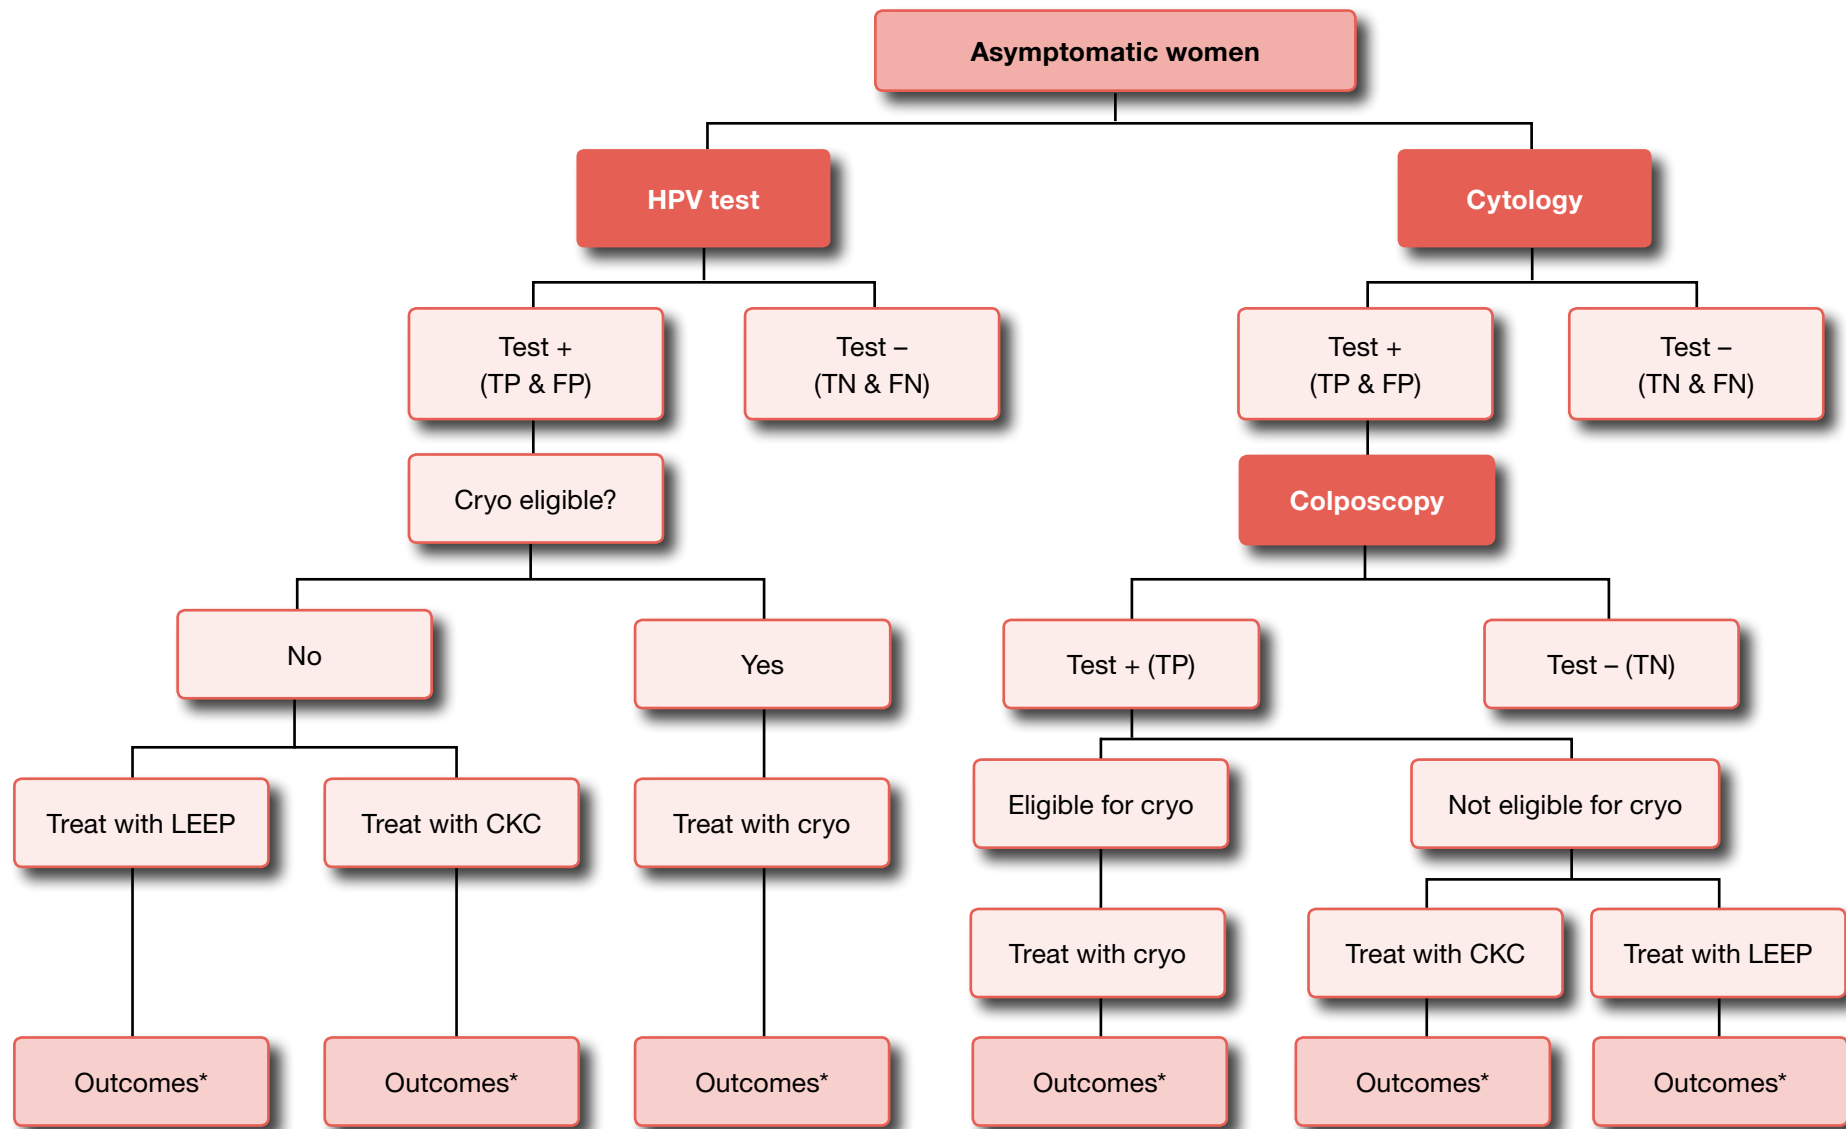 Asymptomatic women
HPV test
Cytology
Test +
(TP & FP)
Test –
(TN & FN)
Test +
(TP & FP)
Test –
(TN & FN)
Cryo eligible?
Colposcopy
No
Yes
Test + (TP)
Test – (TN)
Treat with LEEP
Treat with CKC
Treat with cryo
Eligible for cryo
Not eligible for cryo
Treat with cryo
Treat with CKC
Treat with LEEP
Outcomes*
Outcomes*
Outcomes*
Outcomes*
Outcomes*
Outcomes*